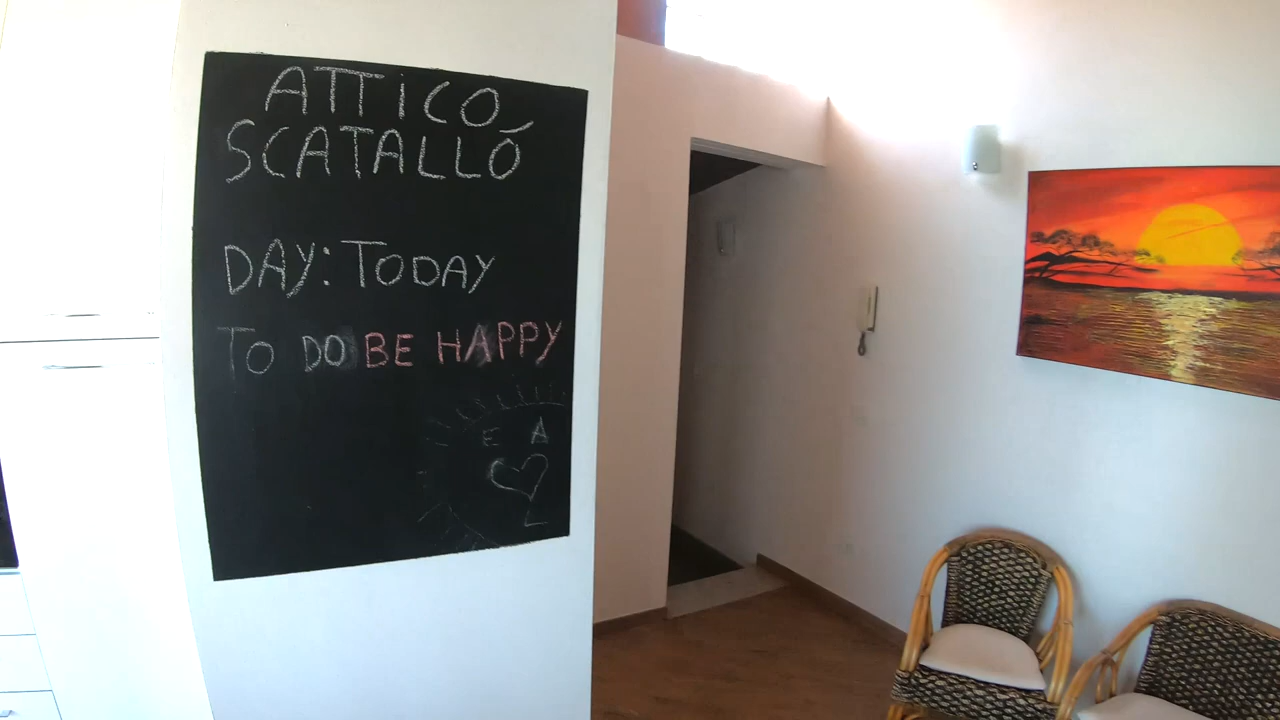 ATTiCO
SCATALLÓ
DAY: TODAY
TO DO BE HAPPY
E A
L